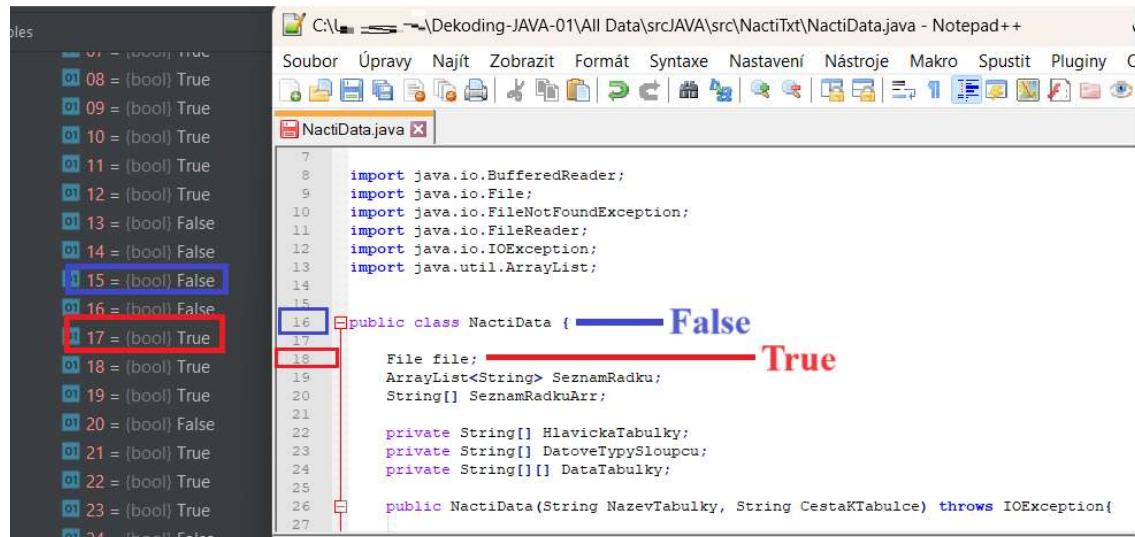 bles
07 = {bool} True
08 = {bool} True
09 = {bool} True
10 = {bool} True
11 = {bool} True
12 = {bool} True
13 = {bool} False
14 = {bool} False
15 = {bool} False
16 = {bool} False
17 = {bool} True
18 = {bool} True
19 = {bool} True
20 = {bool} False
21 = {bool} True
22 = {bool} True
23 = {bool} True
24 = {bool} False
\Dekoding-JAVA-01\All Data\srcJAVA\src\NactiTxt\NactiData.java - Notepad++
Soubor Úpravy Najít Zobrazit Formát Syntaxe Nastavení Nástroje Makro Spustit Pluginy
NactiData.java
7
8 import java.io.BufferedReader;
9 import java.io.File;
10 import java.io.FileNotFoundException;
11 import java.io.FileReader;
12 import java.io.IOException;
13 import java.util.ArrayList;
14
15
16 public class NactiData { False
17
18 File file; True
19 ArrayList<String> SeznamRadku;
20 String[] SeznamRadkuArr;
21
22 private String[] HlavickaTabulky;
23 private String[] DatoveTypySloupcu;
24 private String[][] DataTabulky;
25
26 public NactiData(String NazevTabulky, String CestaKTabulce) throws IOException{
27